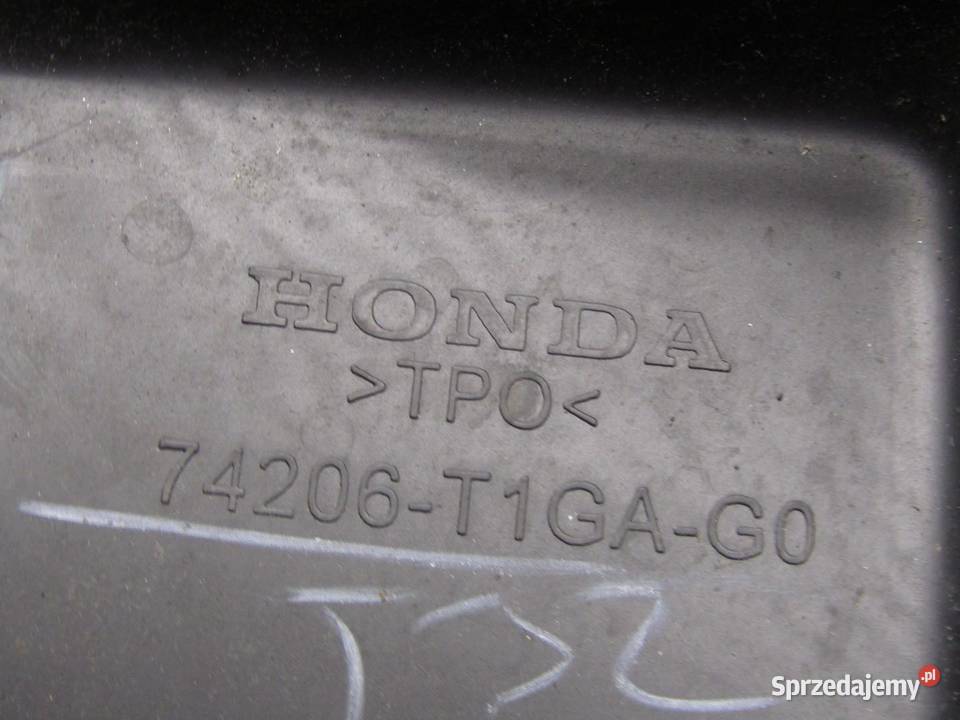 HONDA
>TPO<
74206-T1GA-G0
Sprzedajemy.pl